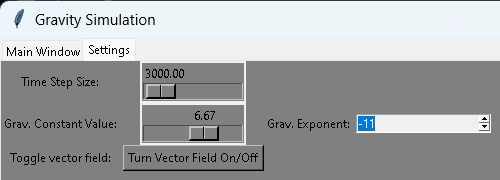 Gravity Simulation
Main Window Settings
Time Step Size: 3000.00
Grav. Constant Value: 6.67 Grav. Exponent: -11
Toggle vector field: Turn Vector Field On/Off